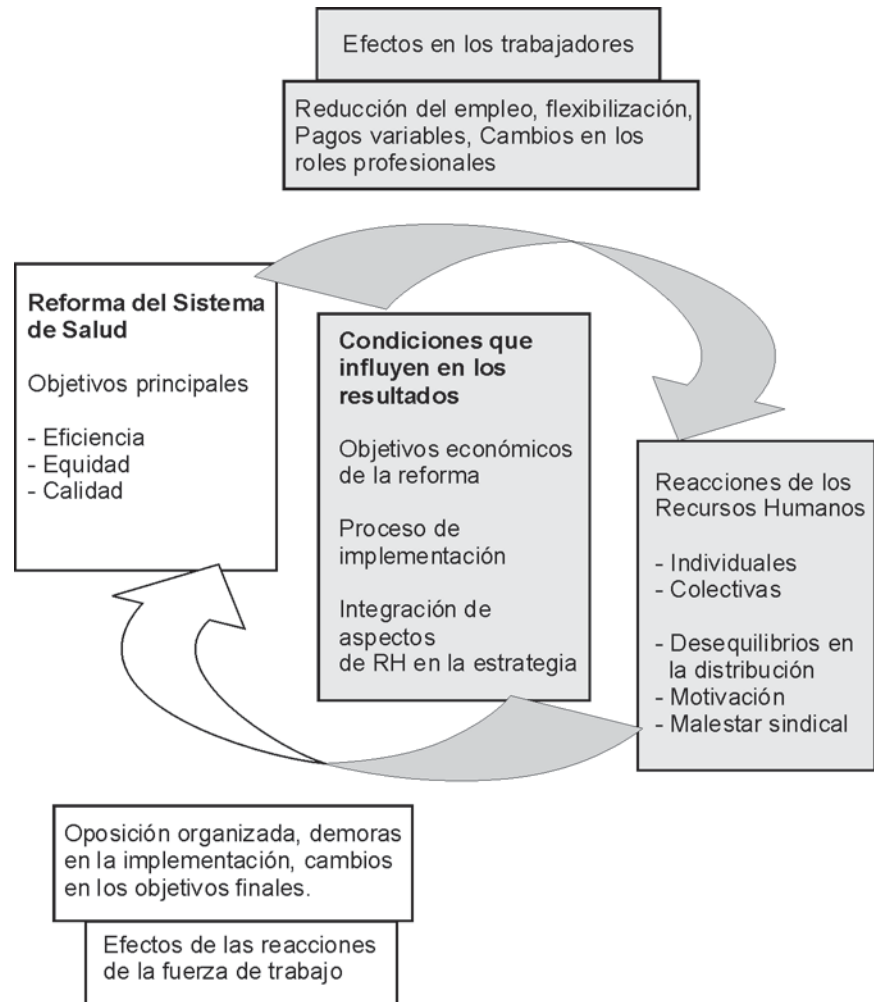 Efectos en los trabajadores
Reducción del empleo, flexibilización,
Pagos variables, Cambios en los
roles profesionales
Reforma del Sistema
de Salud
Objetivos principales
- Eficiencia
- Equidad
- Calidad
Condiciones que
influyen en los
resultados
Objetivos económicos
de la reforma
Proceso de
implementación
Integración de
aspectos
de RH en la estrategia
Reacciones de los
Recursos Humanos
- Individuales
- Colectivas
- Desequilibrios en
la distribución
- Motivación
- Malestar sindical
Oposición organizada, demoras
en la implementación, cambios
en los objetivos finales.
Efectos de las reacciones
de la fuerza de trabajo